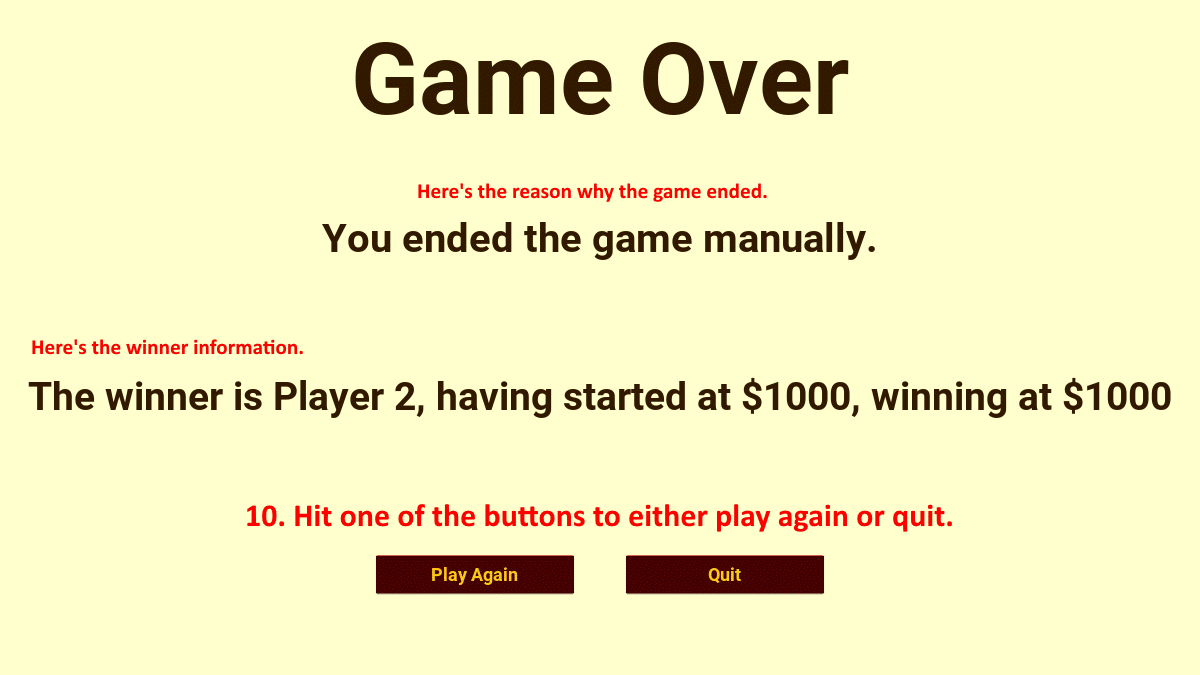 Game Over
Here's the reason why the game ended.
You ended the game manually.
Here's the winner information.
The winner is Player 2, having started at $1000, winning at $1000
10. Hit one of the buttons to either play again or quit.
Play Again
Quit